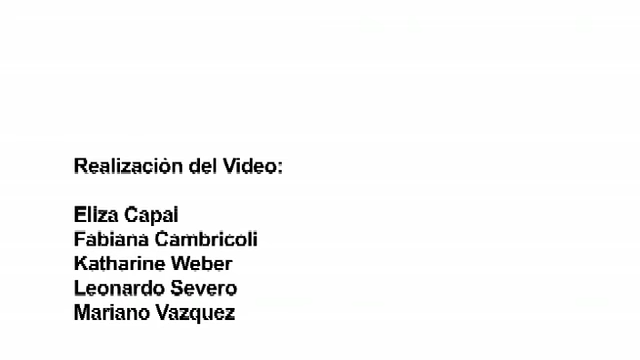 Realización del Video:
Eliza Capai
Fabiana Cambricoli
Katharine Weber
Leonardo Severo
Mariano Vazquez